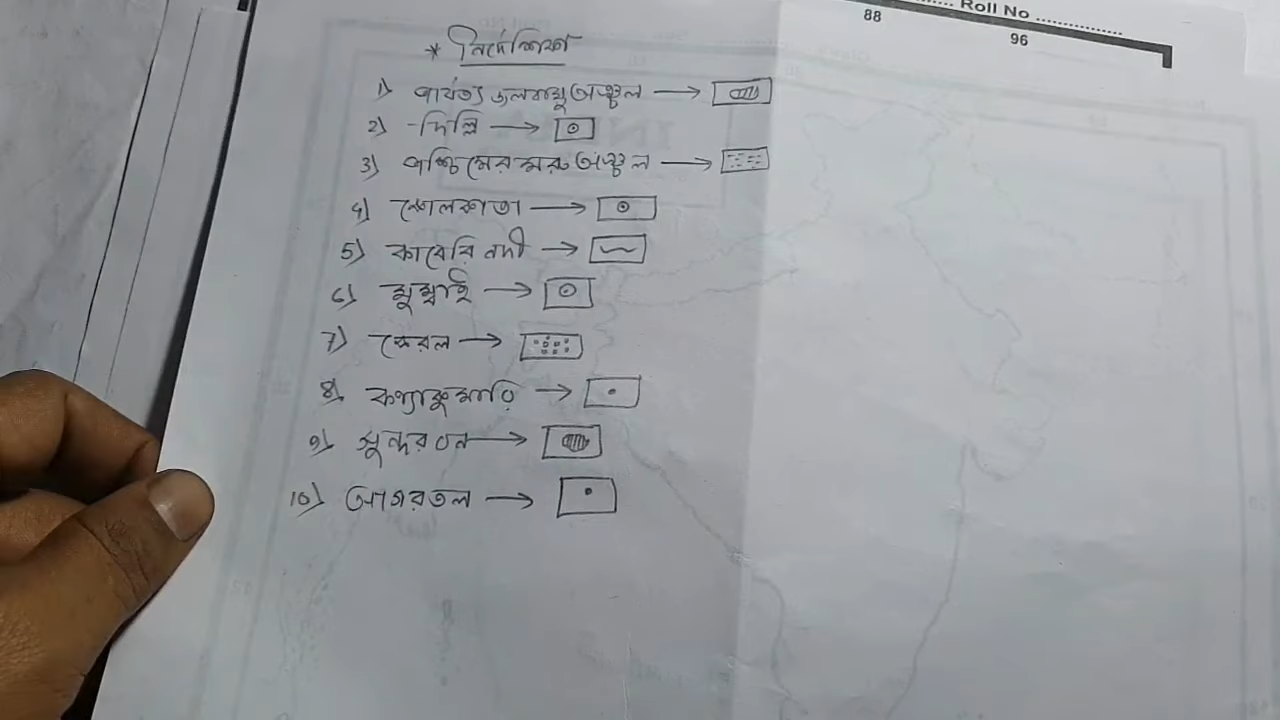 Roll No ..............
88
96
* নির্দেশিকা
1) পার্বত্য জলবায়ু অঞ্চল →
2) দিল্লি →
3) পশ্চিমের মরু অঞ্চল →
4) কোলকাতা →
5) কাবেরি নদী →
6) মুম্বাই →
7) কেরল →
8) কণ্যাকুমারি →
9) সুন্দরবন →
10) আগরতল →